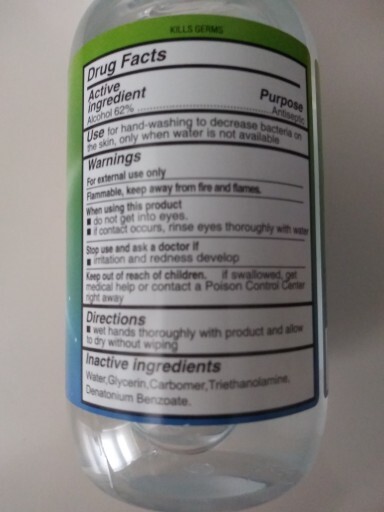 KILLS GERMS
Drug Facts
Active
ingredient Purpose
Alcohol 62% Antiseptic
Use for hand-washing to decrease bacteria on
the skin, only when water is not available
Warnings
For external use only
Flammable, keep away from fire and flames.
When using this product
■ do not get into eyes.
■ if contact occurs, rinse eyes thoroughly with water
Stop use and ask a doctor if
■ irritation and redness develop
Keep out of reach of children. if swallowed, get
medical help or contact a Poison Control Center
right away
Directions
■ wet hands thoroughly with product and allow
to dry without wiping
Inactive ingredients
Water,Glycerin,Carbomer,Triethanolamine,
Denatonium Benzoate.